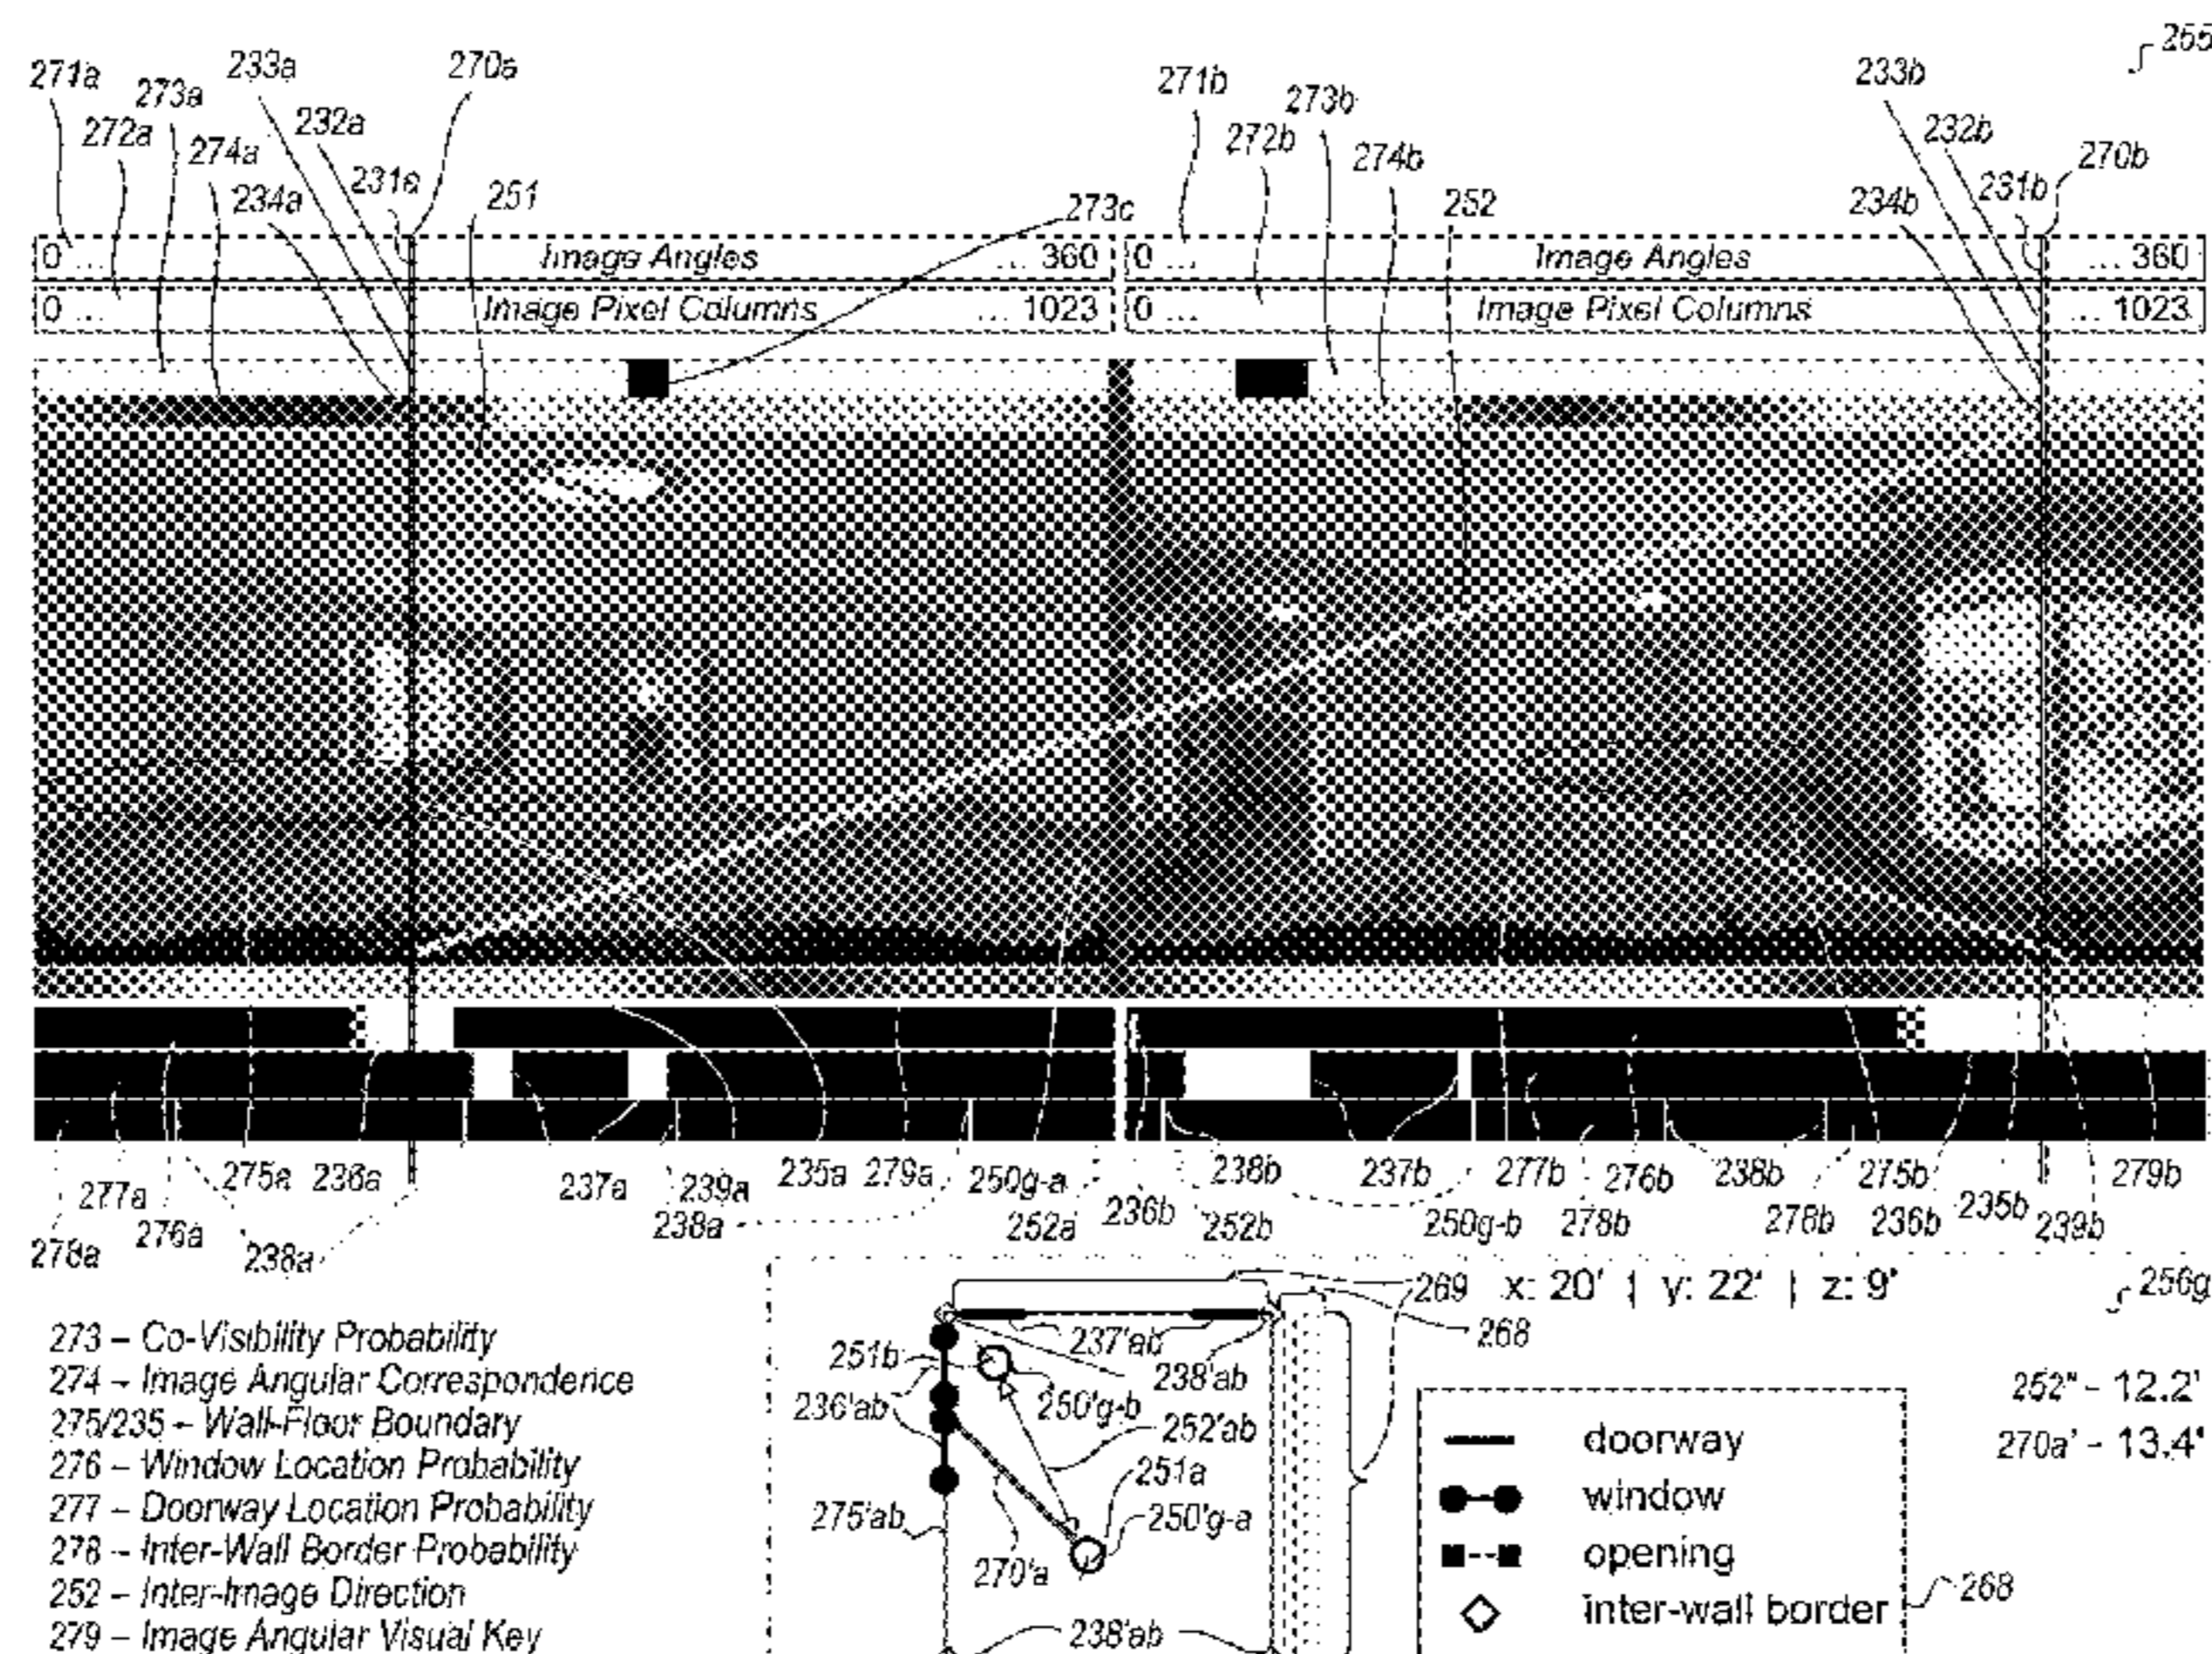 255
271a 233a 270a 271b 233b
273a 273b
272a 232a 272b 232b
274a 274b 270b
231a 231b
234a 251 273c 252 234b
0 ... Image Angles ... 360 0 ... Image Angles ... 360
0 ... Image Pixel Columns ... 1023 0 ... Image Pixel Columns ... 1023
277a 275a 236a 237a 239a 235a 279a 250g-a 236b 238b 237b 277b 276b 238b 275b 235b 279b
278a 276a 238a 238a 252a 252b 250g-b 278b 278b 236b 239b
269 x: 20' | y: 22' | z: 9' 256g
268
237'ab
251b 238'ab
236'ab 250'g-b
252'ab
251a
275'ab 250'g-a
270'a
238'ab
252" - 12.2'
270a' - 13.4'
273 – Co-Visibility Probability
274 – Image Angular Correspondence
275/235 – Wall-Floor Boundary
276 – Window Location Probability
277 – Doorway Location Probability
278 – Inter-Wall Border Probability
252 – Inter-Image Direction
279 – Image Angular Visual Key
doorway
window
opening
inter-wall border
268